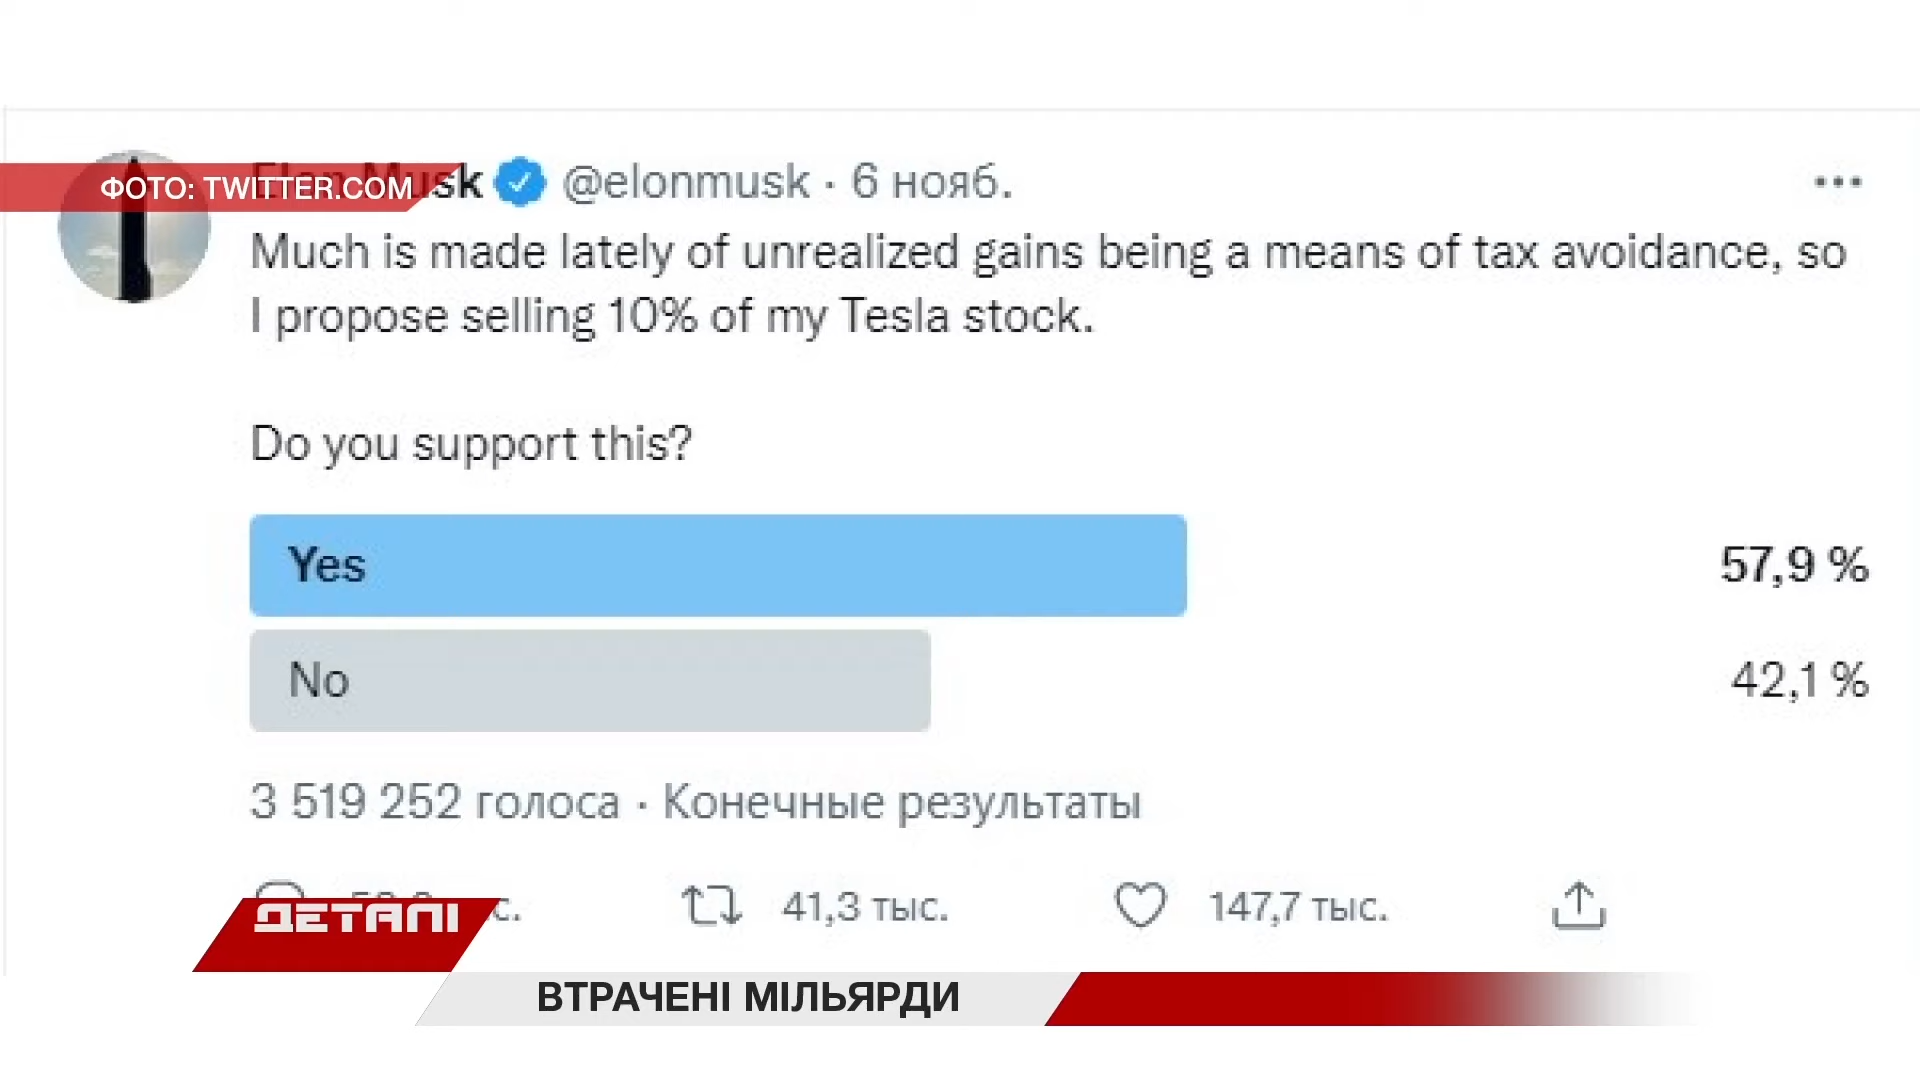 ФОТО: TWITTER.COM
Elon Musk @elonmusk · 6 нояб.
Much is made lately of unrealized gains being a means of tax avoidance, so
I propose selling 10% of my Tesla stock.
Do you support this?
Yes 57,9 %
No 42,1 %
3 519 252 голоса · Конечные результаты
41,3 тыс. 147,7 тыс.
ДЕТАЛІ
ВТРАЧЕНІ МІЛЬЯРДИ